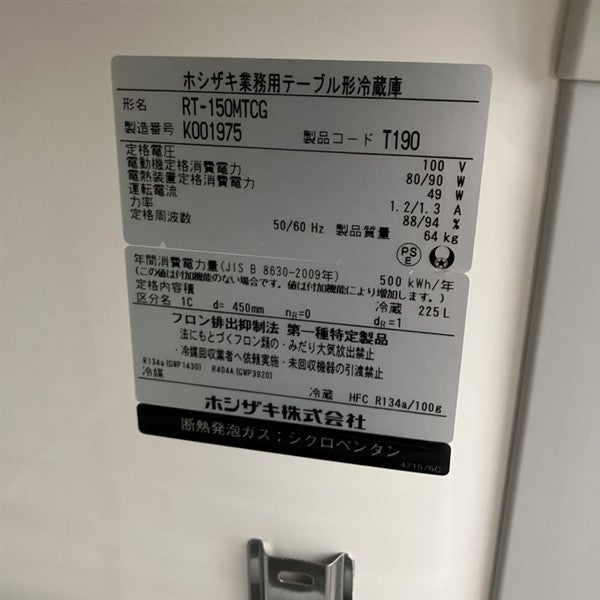 ホシザキ業務用テーブル形冷蔵庫
形名 RT-150MTCG
製造番号 K001975 製品コード T190
定格電圧 100 V
電動機定格消費電力 80/90 W
電熱装置定格消費電力 49 W
運転電流 1.2/1.3 A
力率 88/94 %
定格周波数 50/60 Hz 製品質量 64 kg
PS
E
年間消費電力量(JIS B 8630-2009年) 500 kWh/年
(この値は付加機能のない場合です。値は付加機能により増加します。)
定格内容積 冷蔵 225L
区分名 1C d= 450mm nR=0 dR=1
フロン排出抑制法 第一種特定製品
法にもとづくフロン類の・みだり大気放出禁止
・冷媒回収業者へ依頼実施・未回収機器の引渡禁止
R134a(GWP1430) R404A(GWP3920)
冷媒 冷蔵 HFC R134a/100g
ホシザキ株式会社
断熱発泡ガス：シクロペンタン
471576C